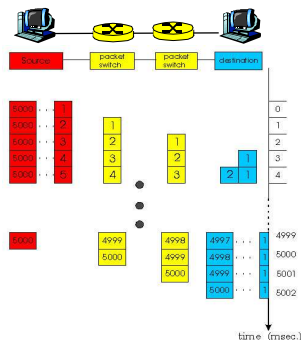 Source
packet
switch
packet
switch
destination
5000 ... 1 0
5000 ... 2 1 1
5000 ... 3 2 1 2
5000 ... 4 3 2 1 3
5000 ... 5 4 3 2 1 4
5000 4999 4998 4997 ... 1 4999
5000 4999 4998 ... 1 5000
5000 4999 ... 1 5001
5000 ... 1 5002
time (msec.)